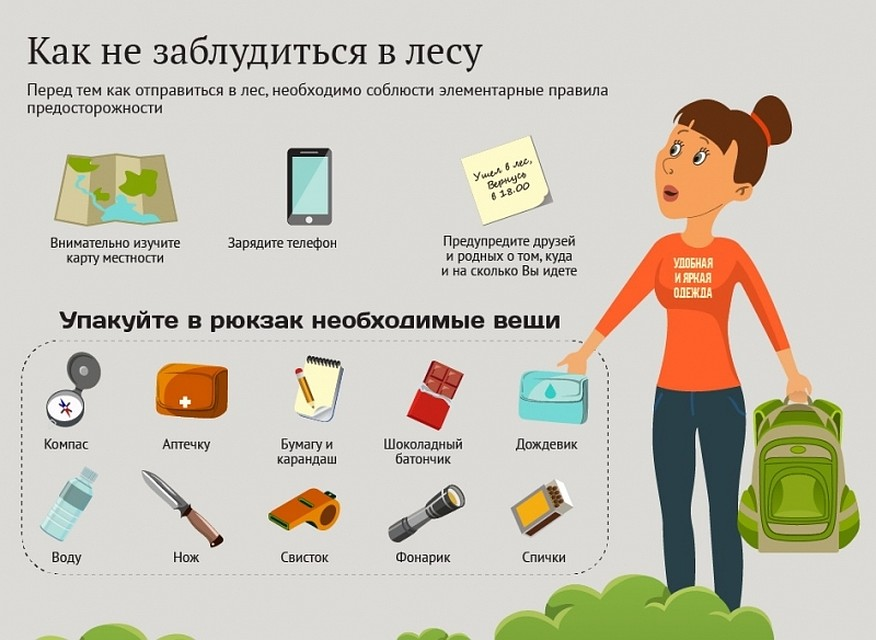 Как не заблудиться в лесу
Перед тем как отправиться в лес, необходимо соблюсти элементарные правила
предосторожности
Ушел в лес,
Вернусь
в 18.00
Внимательно изучите
карту местности
Зарядите телефон
Предупредите друзей
и родных о том, куда
и на сколько Вы идете
УДОБНАЯ
И ЯРКАЯ
ОДЕЖДА
Упакуйте в рюкзак необходимые вещи
Компас
Аптечку
Бумагу и
карандаш
Шоколадный
батончик
Дождевик
Воду
Нож
Свисток
Фонарик
Спички